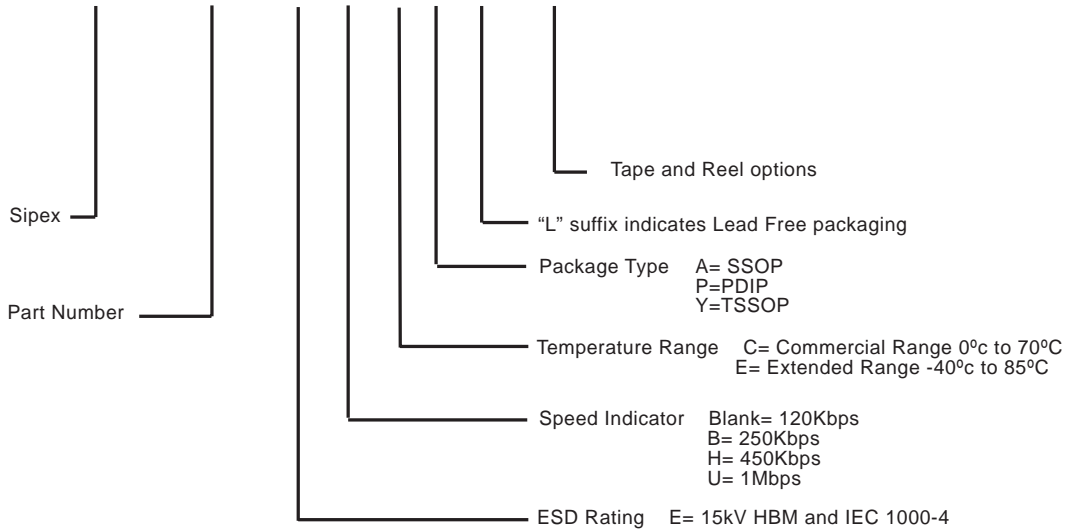 Tape and Reel options
Sipex
“L” suffix indicates Lead Free packaging
Package Type A= SSOP
P=PDIP
Y=TSSOP
Part Number
Temperature Range C= Commercial Range 0ºc to 70ºC
E= Extended Range -40ºc to 85ºC
Speed Indicator Blank= 120Kbps
B= 250Kbps
H= 450Kbps
U= 1Mbps
ESD Rating E= 15kV HBM and IEC 1000-4